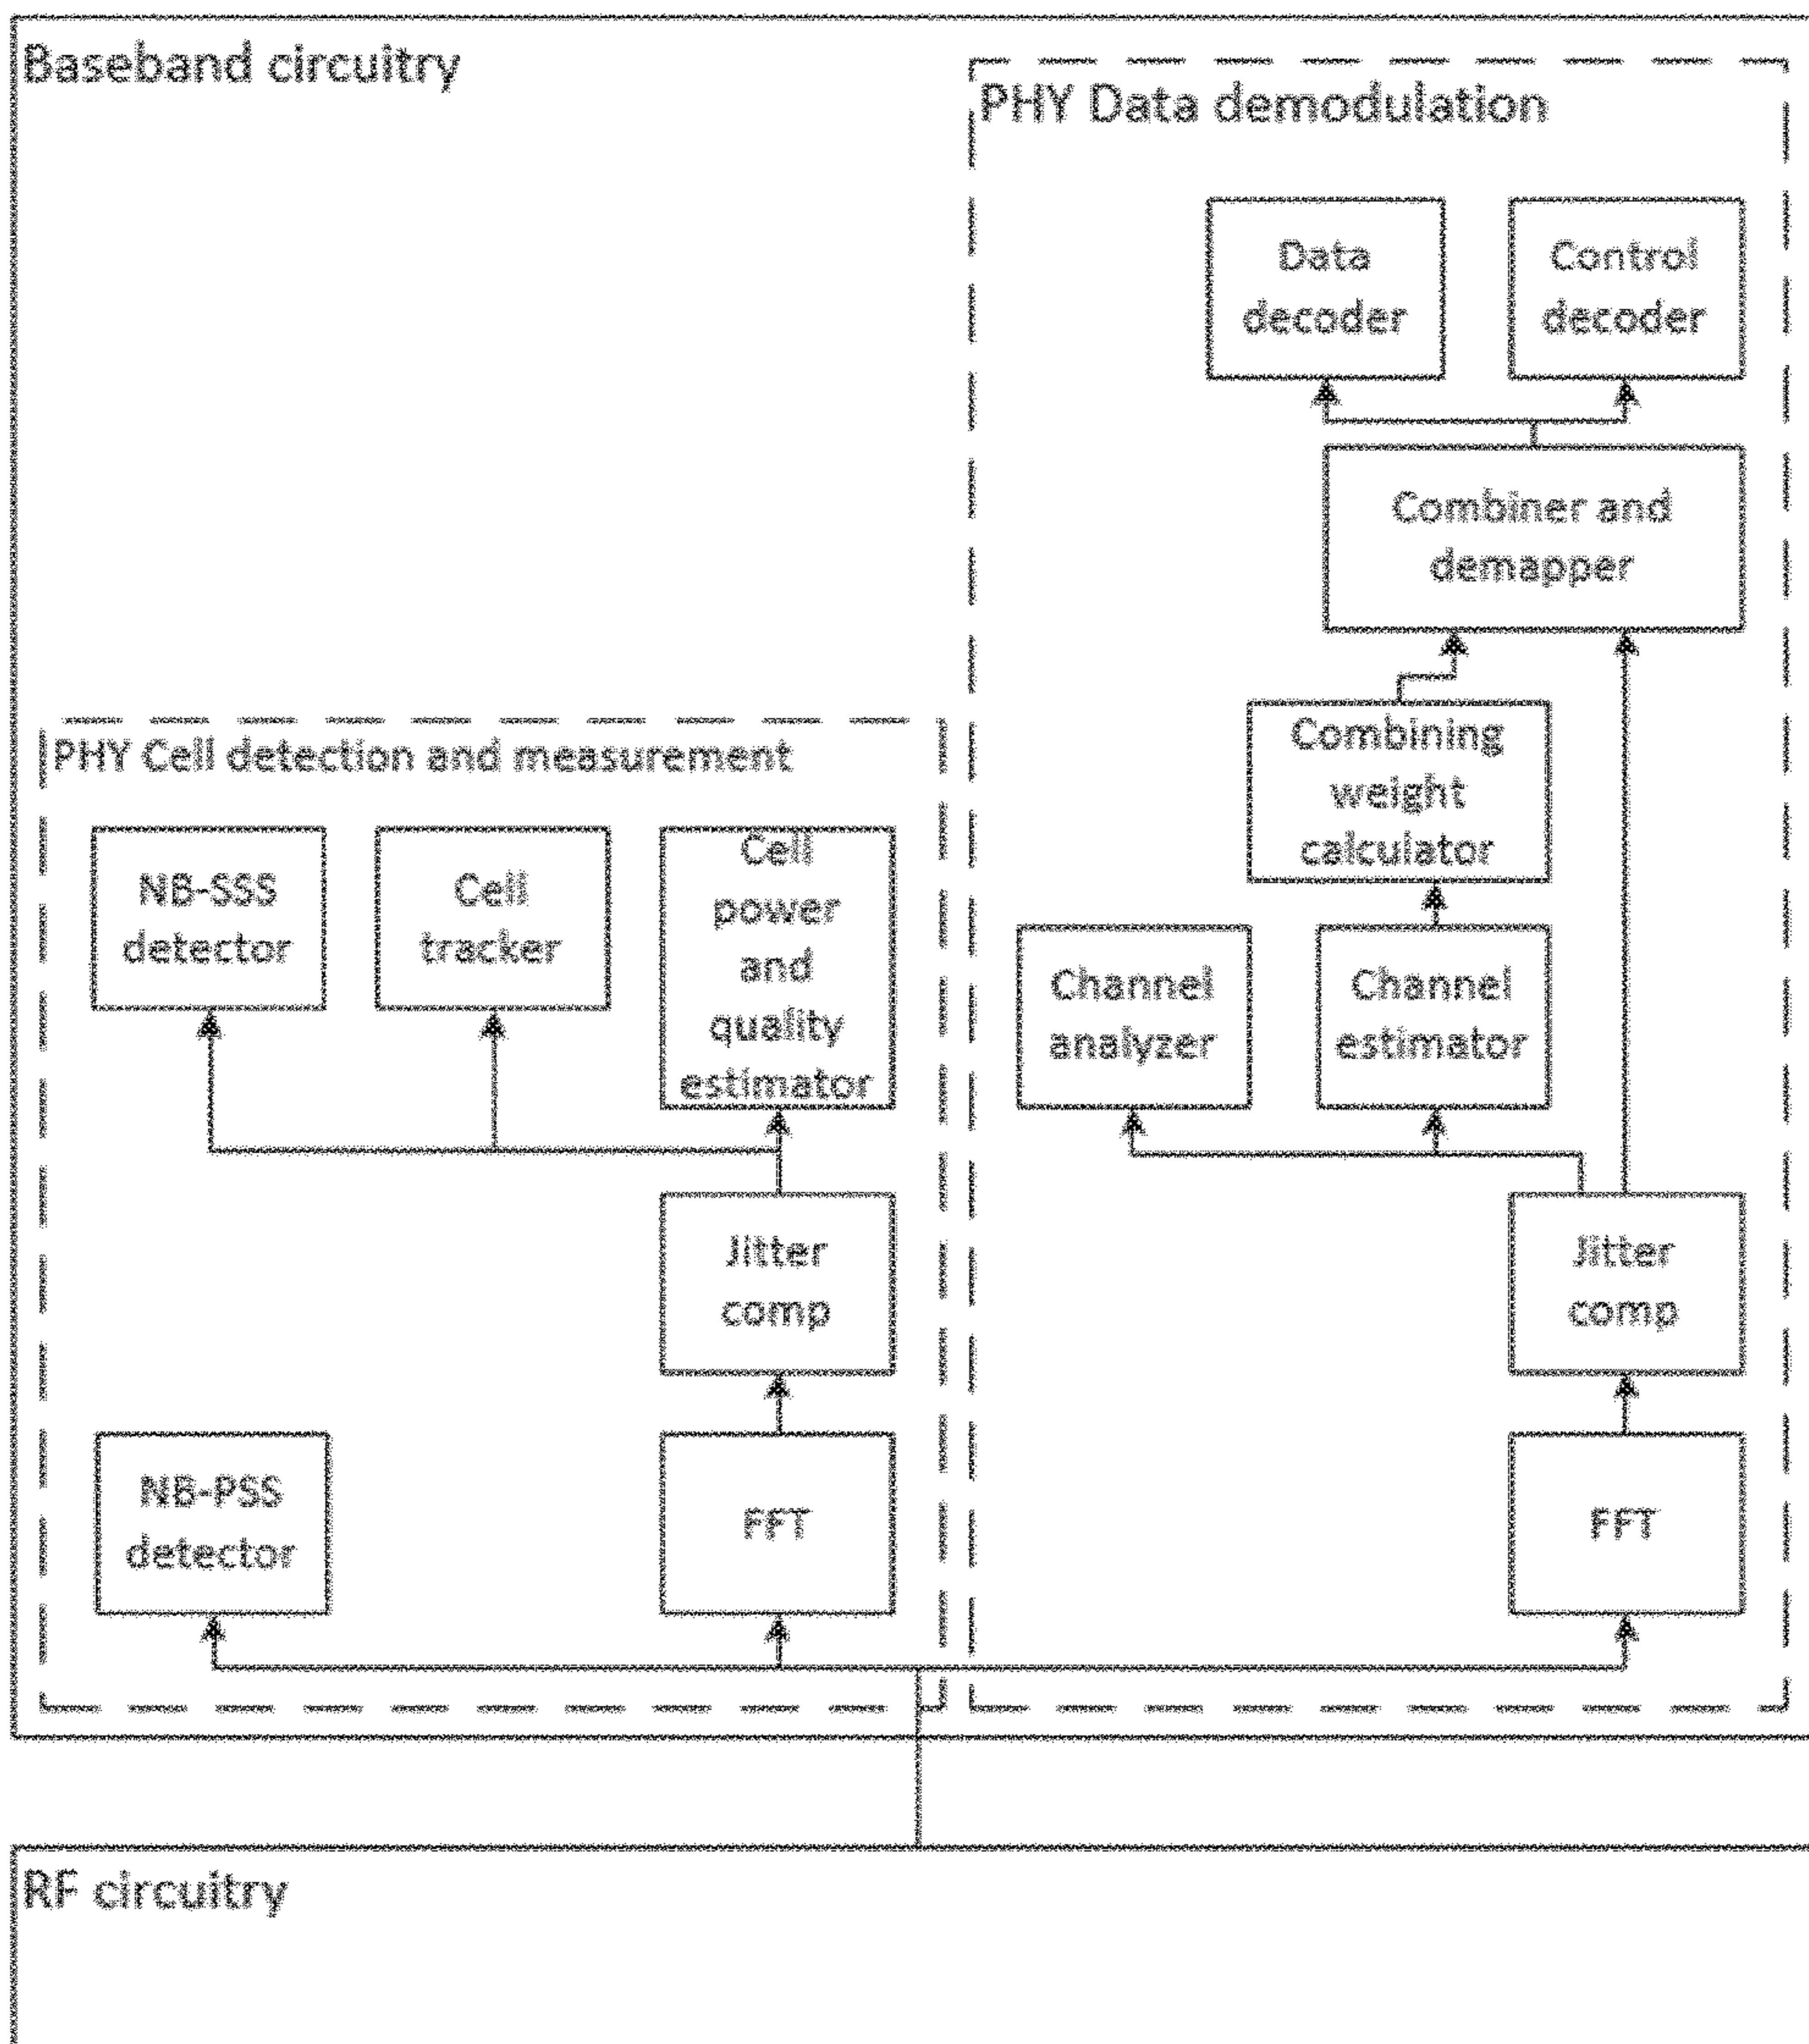 Baseband circuitry
PHY Data demodulation
Data
decoder
Control
decoder
Combiner and
demapper
Combining
weight
calculator
Channel
analyzer
Channel
estimator
Jitter
comp
FFT
PHY Cell detection and measurement
NB-SSS
detector
Cell
tracker
Cell
power
and
quality
estimator
Jitter
comp
NB-PSS
detector
FFT
RF circuitry